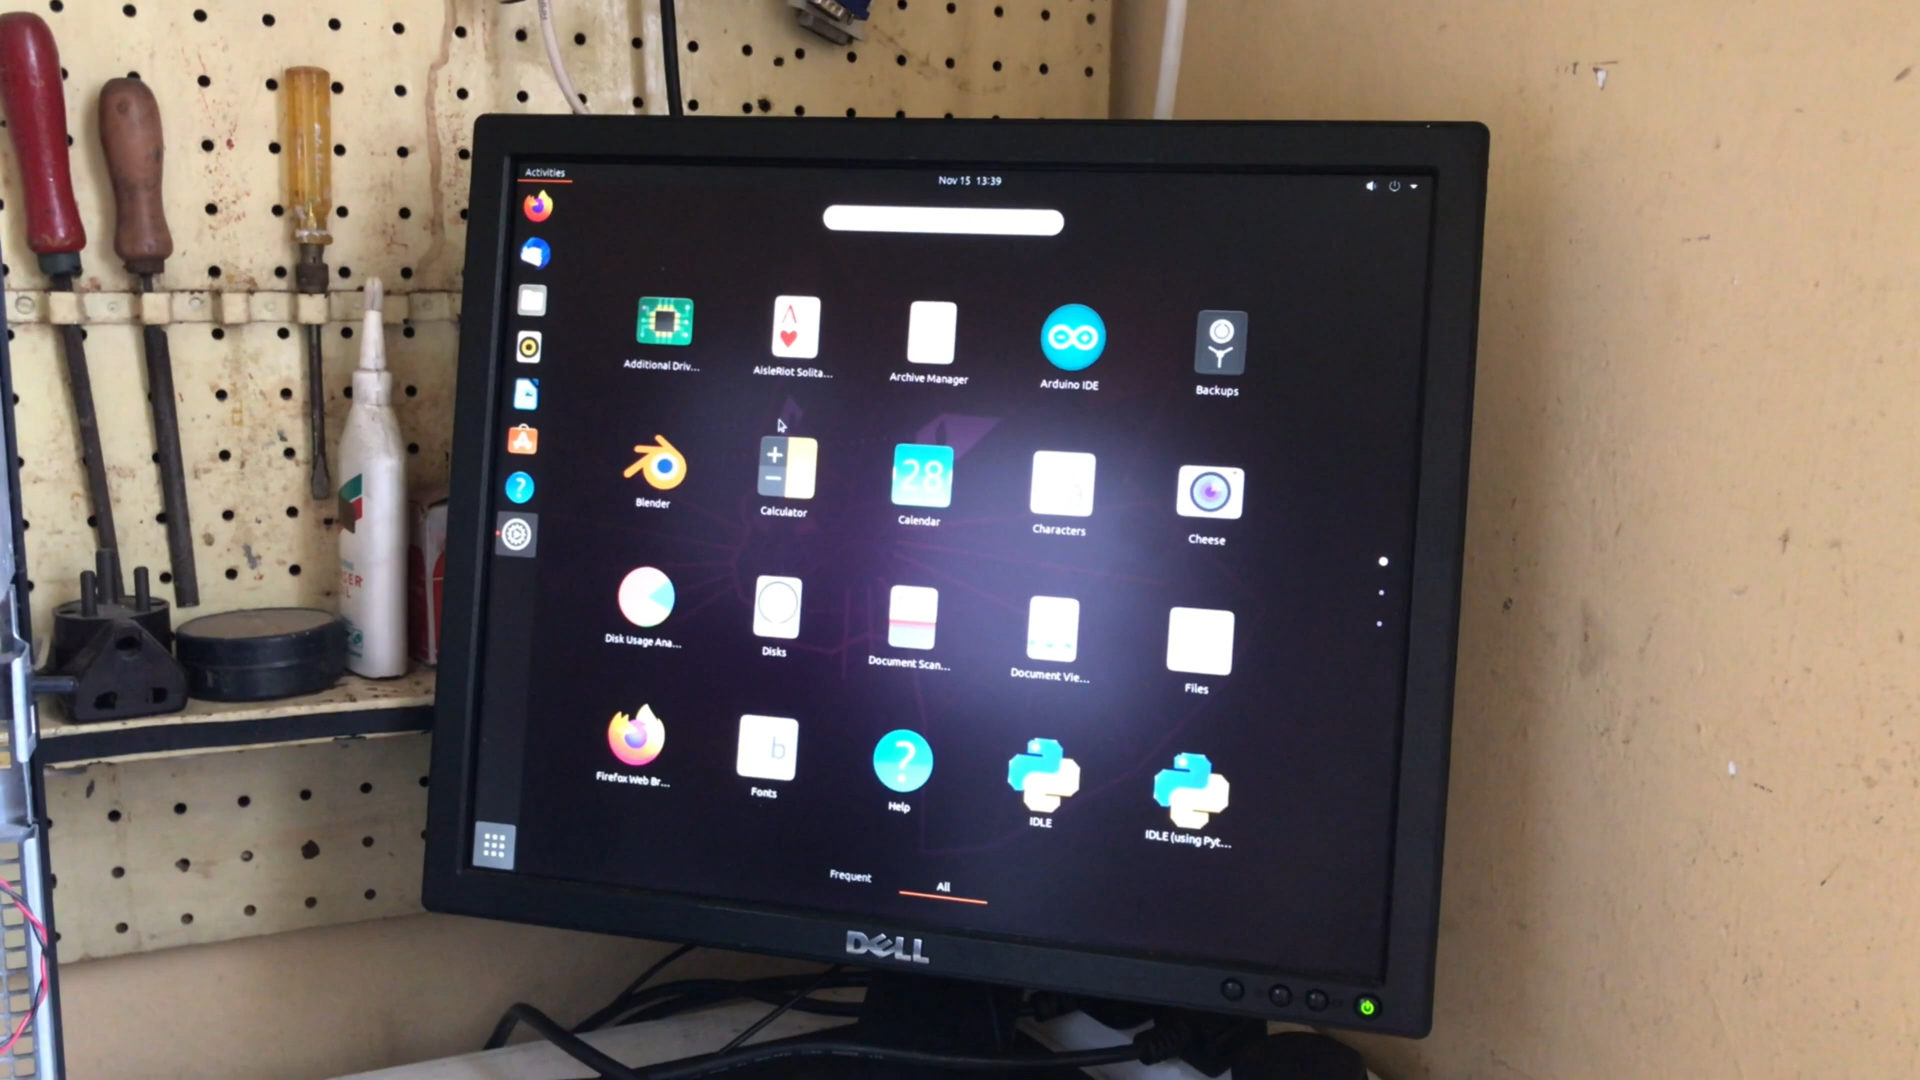 Activities
Nov 15 13:39
Additional Driv...
AisleRiot Solita...
Archive Manager
Arduino IDE
Backups
Blender
Calculator
28
Calendar
Characters
Cheese
Disk Usage Ana...
Disks
Document Scan...
Document Vie...
Files
Firefox Web Br...
b
Fonts
?
Help
IDLE
IDLE (using Pyt...
Frequent
All
DELL